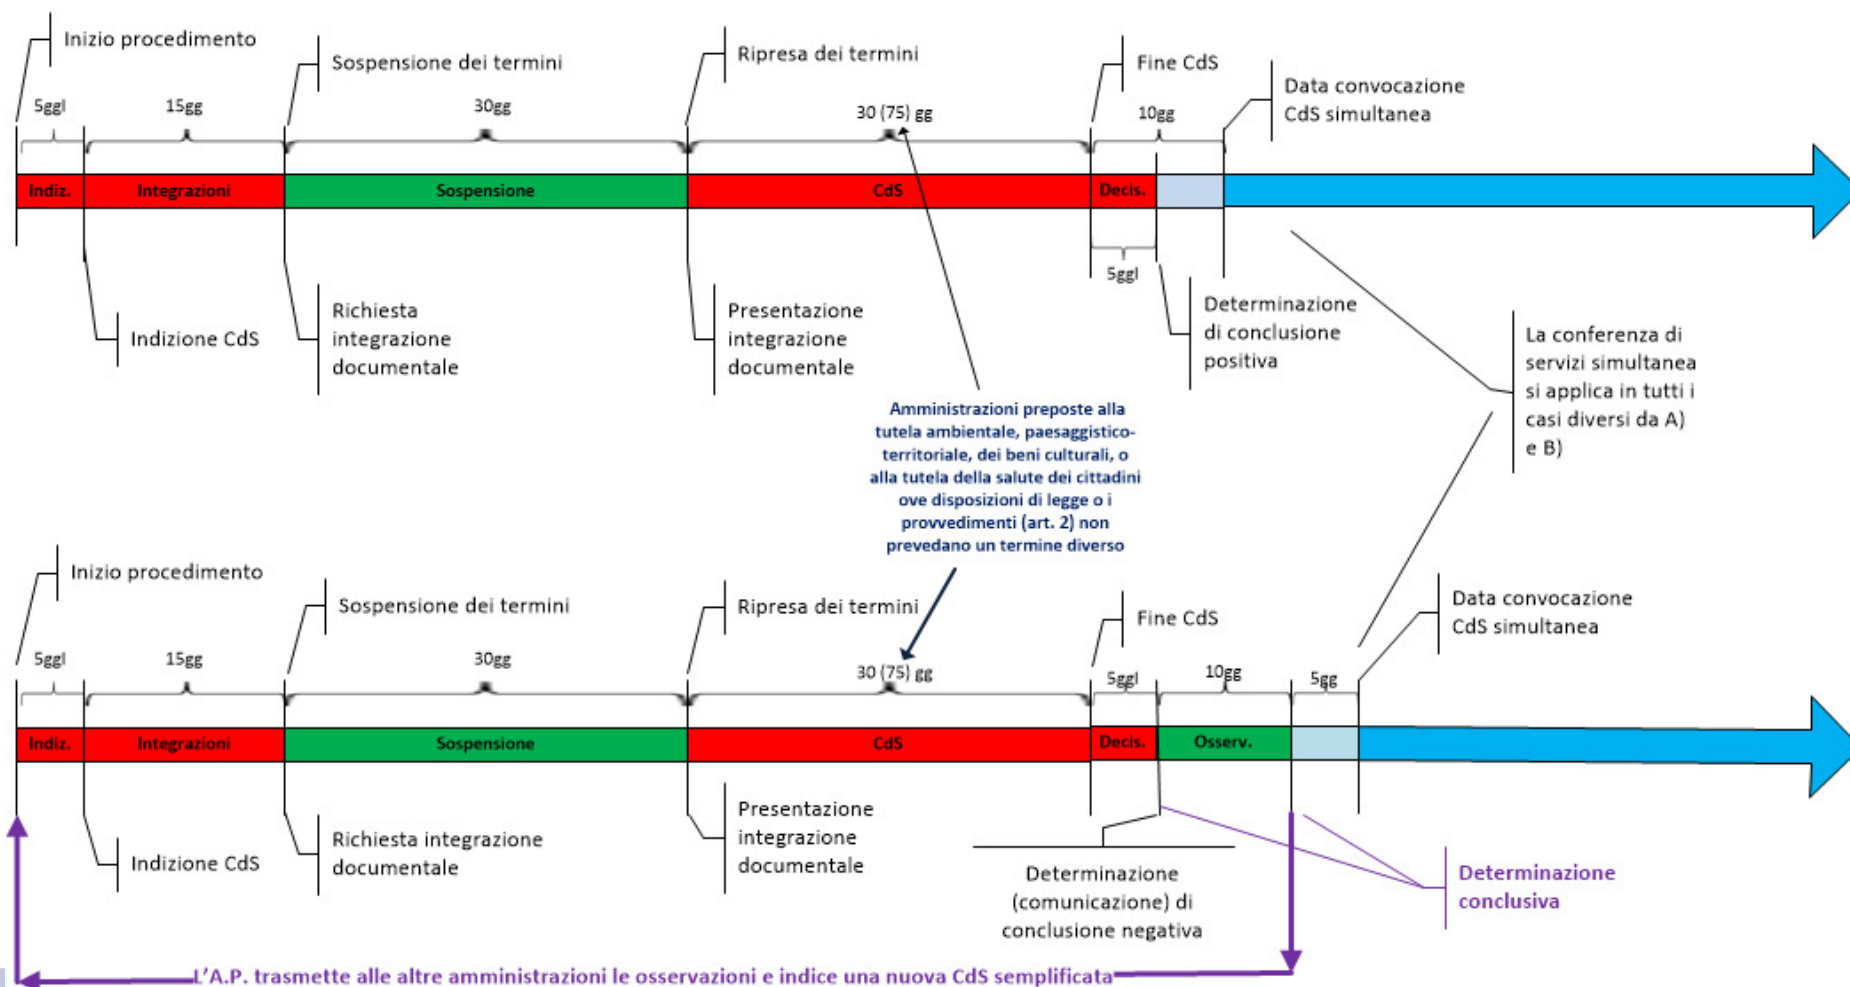 Inizio procedimento
Sospensione dei termini
Ripresa dei termini
Fine CdS
Data convocazione
CdS simultanea
5ggl
15gg
30gg
30 (75) gg
10gg
Indiz.
Integrazioni
Sospensione
CdS
Decis.
5ggl
Indizione CdS
Richiesta
integrazione
documentale
Presentazione
integrazione
documentale
Determinazione
di conclusione
positiva
La conferenza di
servizi simultanea
si applica in tutti i
casi diversi da A)
e B)
Amministrazioni preposte alla
tutela ambientale, paesaggistico-
territoriale, dei beni culturali, o
alla tutela della salute dei cittadini
ove disposizioni di legge o i
provvedimenti (art. 2) non
prevedano un termine diverso
Inizio procedimento
Sospensione dei termini
Ripresa dei termini
Fine CdS
Data convocazione
CdS simultanea
5ggl
15gg
30gg
30 (75) gg
5ggl
10gg
5gg
Indiz.
Integrazioni
Sospensione
CdS
Decis.
Osserv.
Indizione CdS
Richiesta integrazione
documentale
Presentazione
integrazione
documentale
Determinazione
(comunicazione) di
conclusione negativa
Determinazione
conclusiva
L'A.P. trasmette alle altre amministrazioni le osservazioni e indice una nuova CdS semplificata